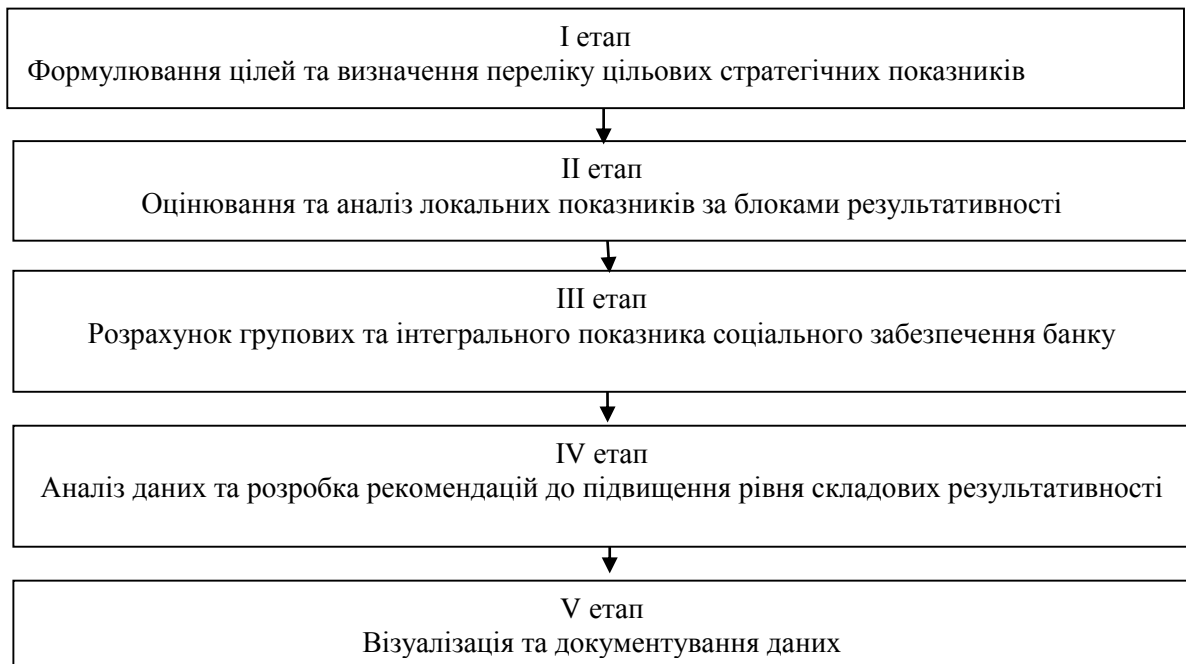 I етап
Формулювання цілей та визначення переліку цільових стратегічних показників
II етап
Оцінювання та аналіз локальних показників за блоками результативності
III етап
Розрахунок групових та інтегрального показника соціального забезпечення банку
IV етап
Аналіз даних та розробка рекомендацій до підвищення рівня складових результативності
V етап
Візуалізація та документування даних